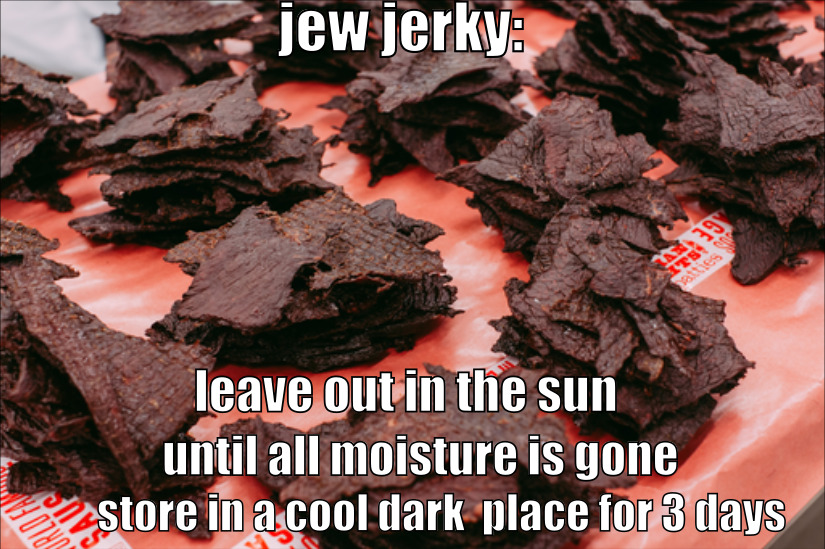 jew jerky:
leave out in the sun
until all moisture is gone
store in a cool dark place for 3 days